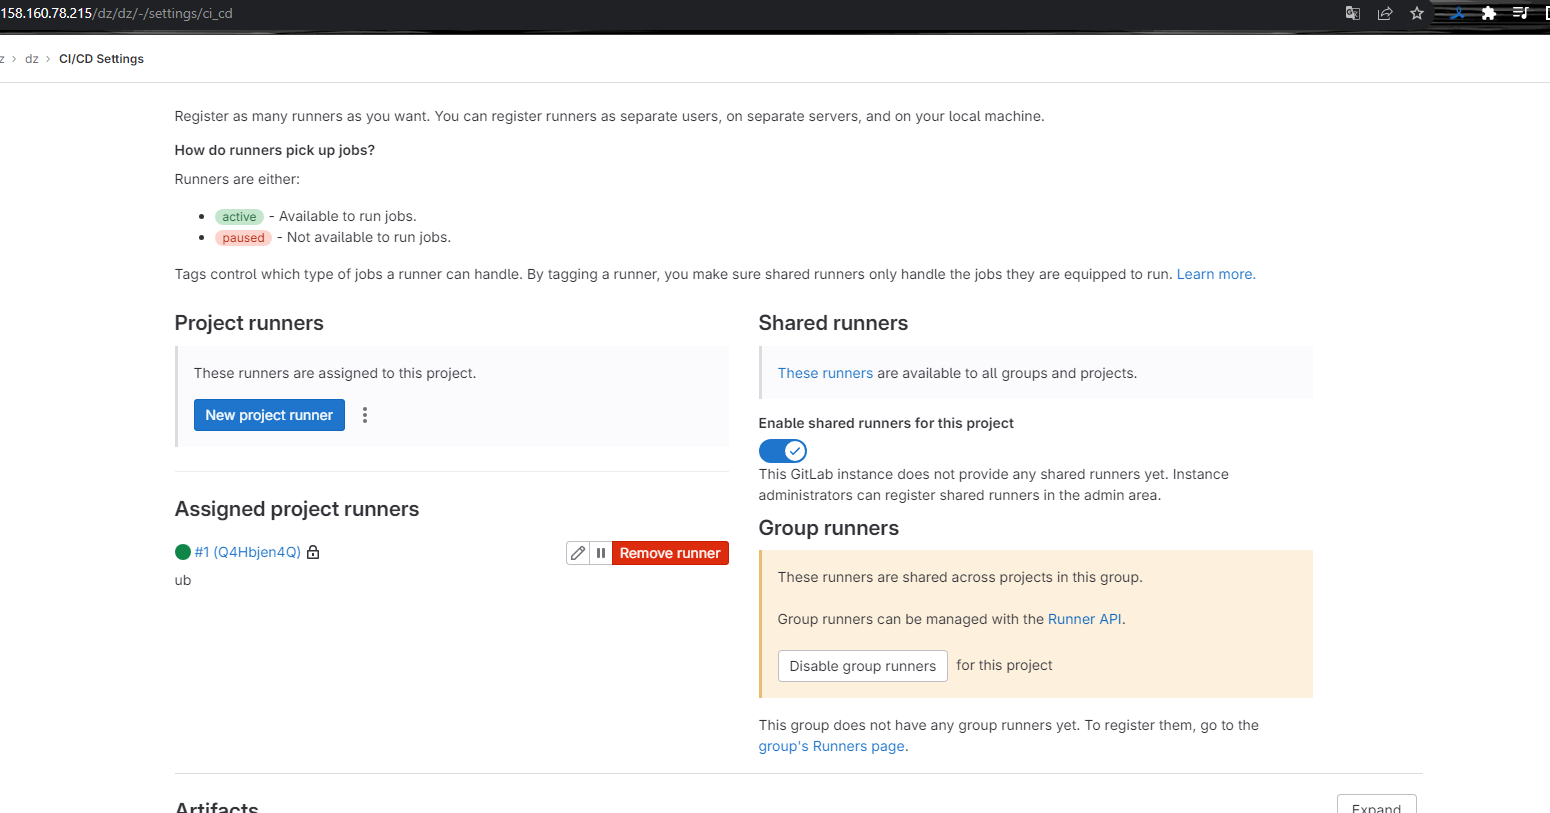 158.160.78.215/dz/dz/-/settings/ci_cd
z › dz › CI/CD Settings
Register as many runners as you want. You can register runners as separate users, on separate servers, and on your local machine.
How do runners pick up jobs?
Runners are either:
• active - Available to run jobs.
• paused - Not available to run jobs.
Tags control which type of jobs a runner can handle. By tagging a runner, you make sure shared runners only handle the jobs they are equipped to run. Learn more.
Project runners
These runners are assigned to this project.
New project runner
Assigned project runners
#1 (Q4Hbjen4Q)
Remove runner
ub
Shared runners
These runners are available to all groups and projects.
Enable shared runners for this project
This GitLab instance does not provide any shared runners yet. Instance
administrators can register shared runners in the admin area.
Group runners
These runners are shared across projects in this group.
Group runners can be managed with the Runner API.
Disable group runners for this project
This group does not have any group runners yet. To register them, go to the
group's Runners page.
Artifacts
Expand